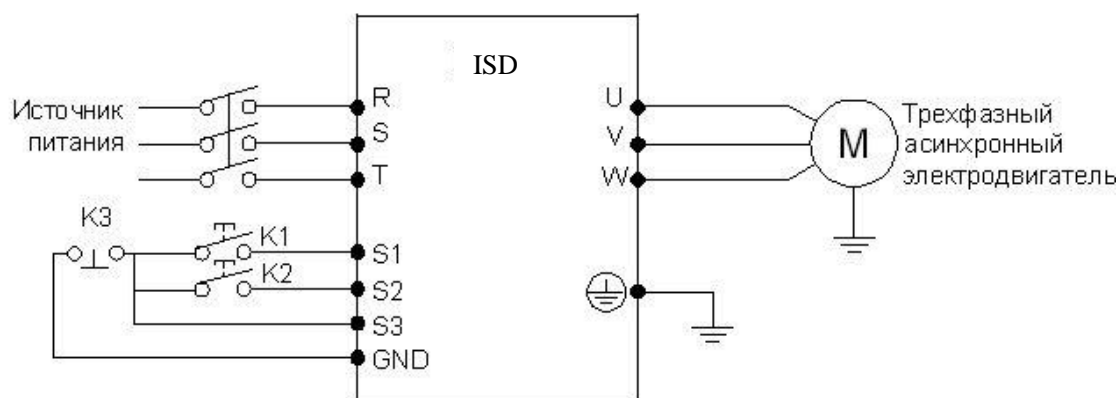 ISD
Источник
питания
R
S
T
K3
K1
K2
S1
S2
S3
GND
U
V
W
M
Трехфазный
асинхронный
электродвигатель